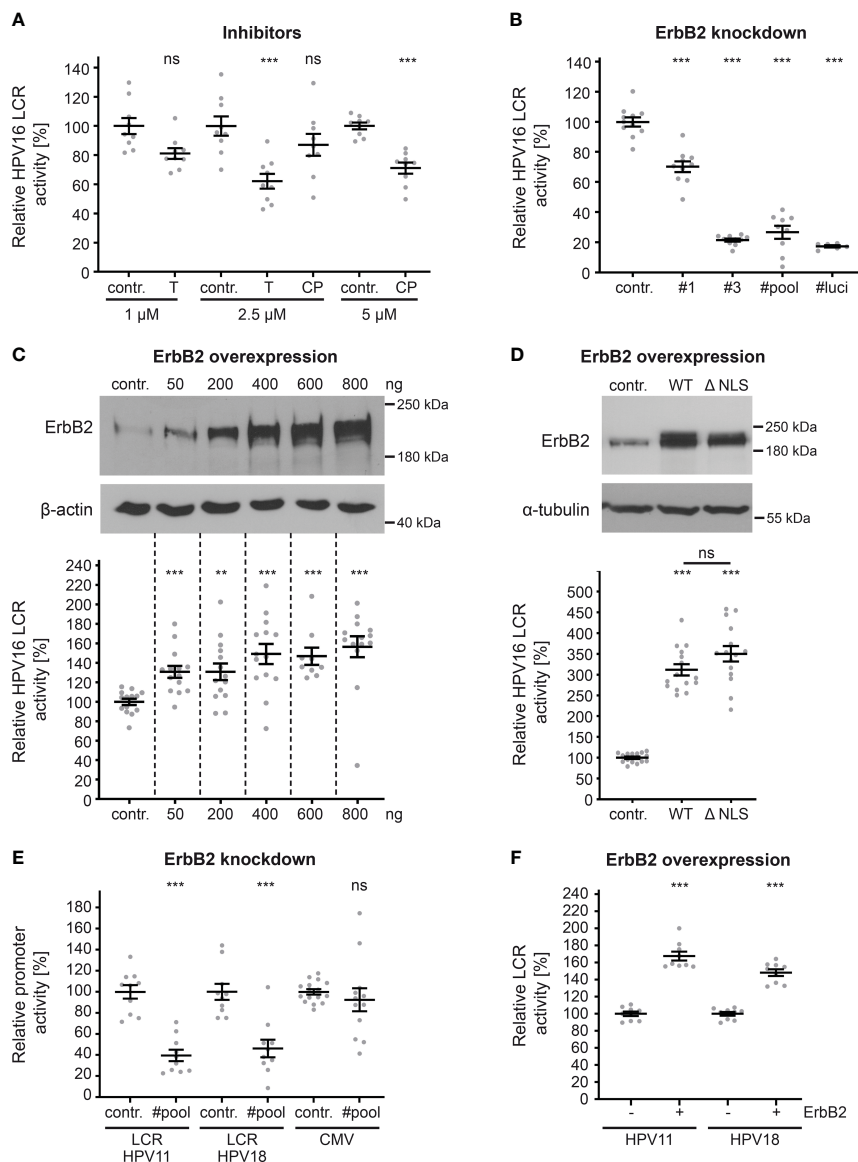 A
Inhibitors
ns *** ns ***
Relative HPV16 LCR
activity [%]
140
120
100
80
60
40
20
0
contr. T contr. T CP contr. CP
1 µM 2.5 µM 5 µM
B
ErbB2 knockdown
*** *** *** ***
Relative HPV16 LCR
activity [%]
140
120
100
80
60
40
20
0
contr. #1 #3 #pool #luci
C
ErbB2 overexpression
contr. 50 200 400 600 800 ng
ErbB2
250 kDa
180 kDa
β-actin
40 kDa
*** ** *** *** ***
Relative HPV16 LCR
activity [%]
240
220
200
180
160
140
120
100
80
60
40
20
0
contr. 50 200 400 600 800 ng
D
ErbB2 overexpression
contr. WT Δ NLS
ErbB2
250 kDa
180 kDa
α-tubulin
55 kDa
ns
*** ***
Relative HPV16 LCR
activity [%]
550
500
450
400
350
300
250
200
150
100
50
0
contr. WT Δ NLS
E
ErbB2 knockdown
*** *** ns
Relative promoter
activity [%]
180
160
140
120
100
80
60
40
20
0
contr. #pool contr. #pool contr. #pool
LCR LCR CMV
HPV11 HPV18
F
ErbB2 overexpression
*** ***
Relative LCR
activity [%]
240
220
200
180
160
140
120
100
80
60
40
20
0
- + - + ErbB2
HPV11 HPV18